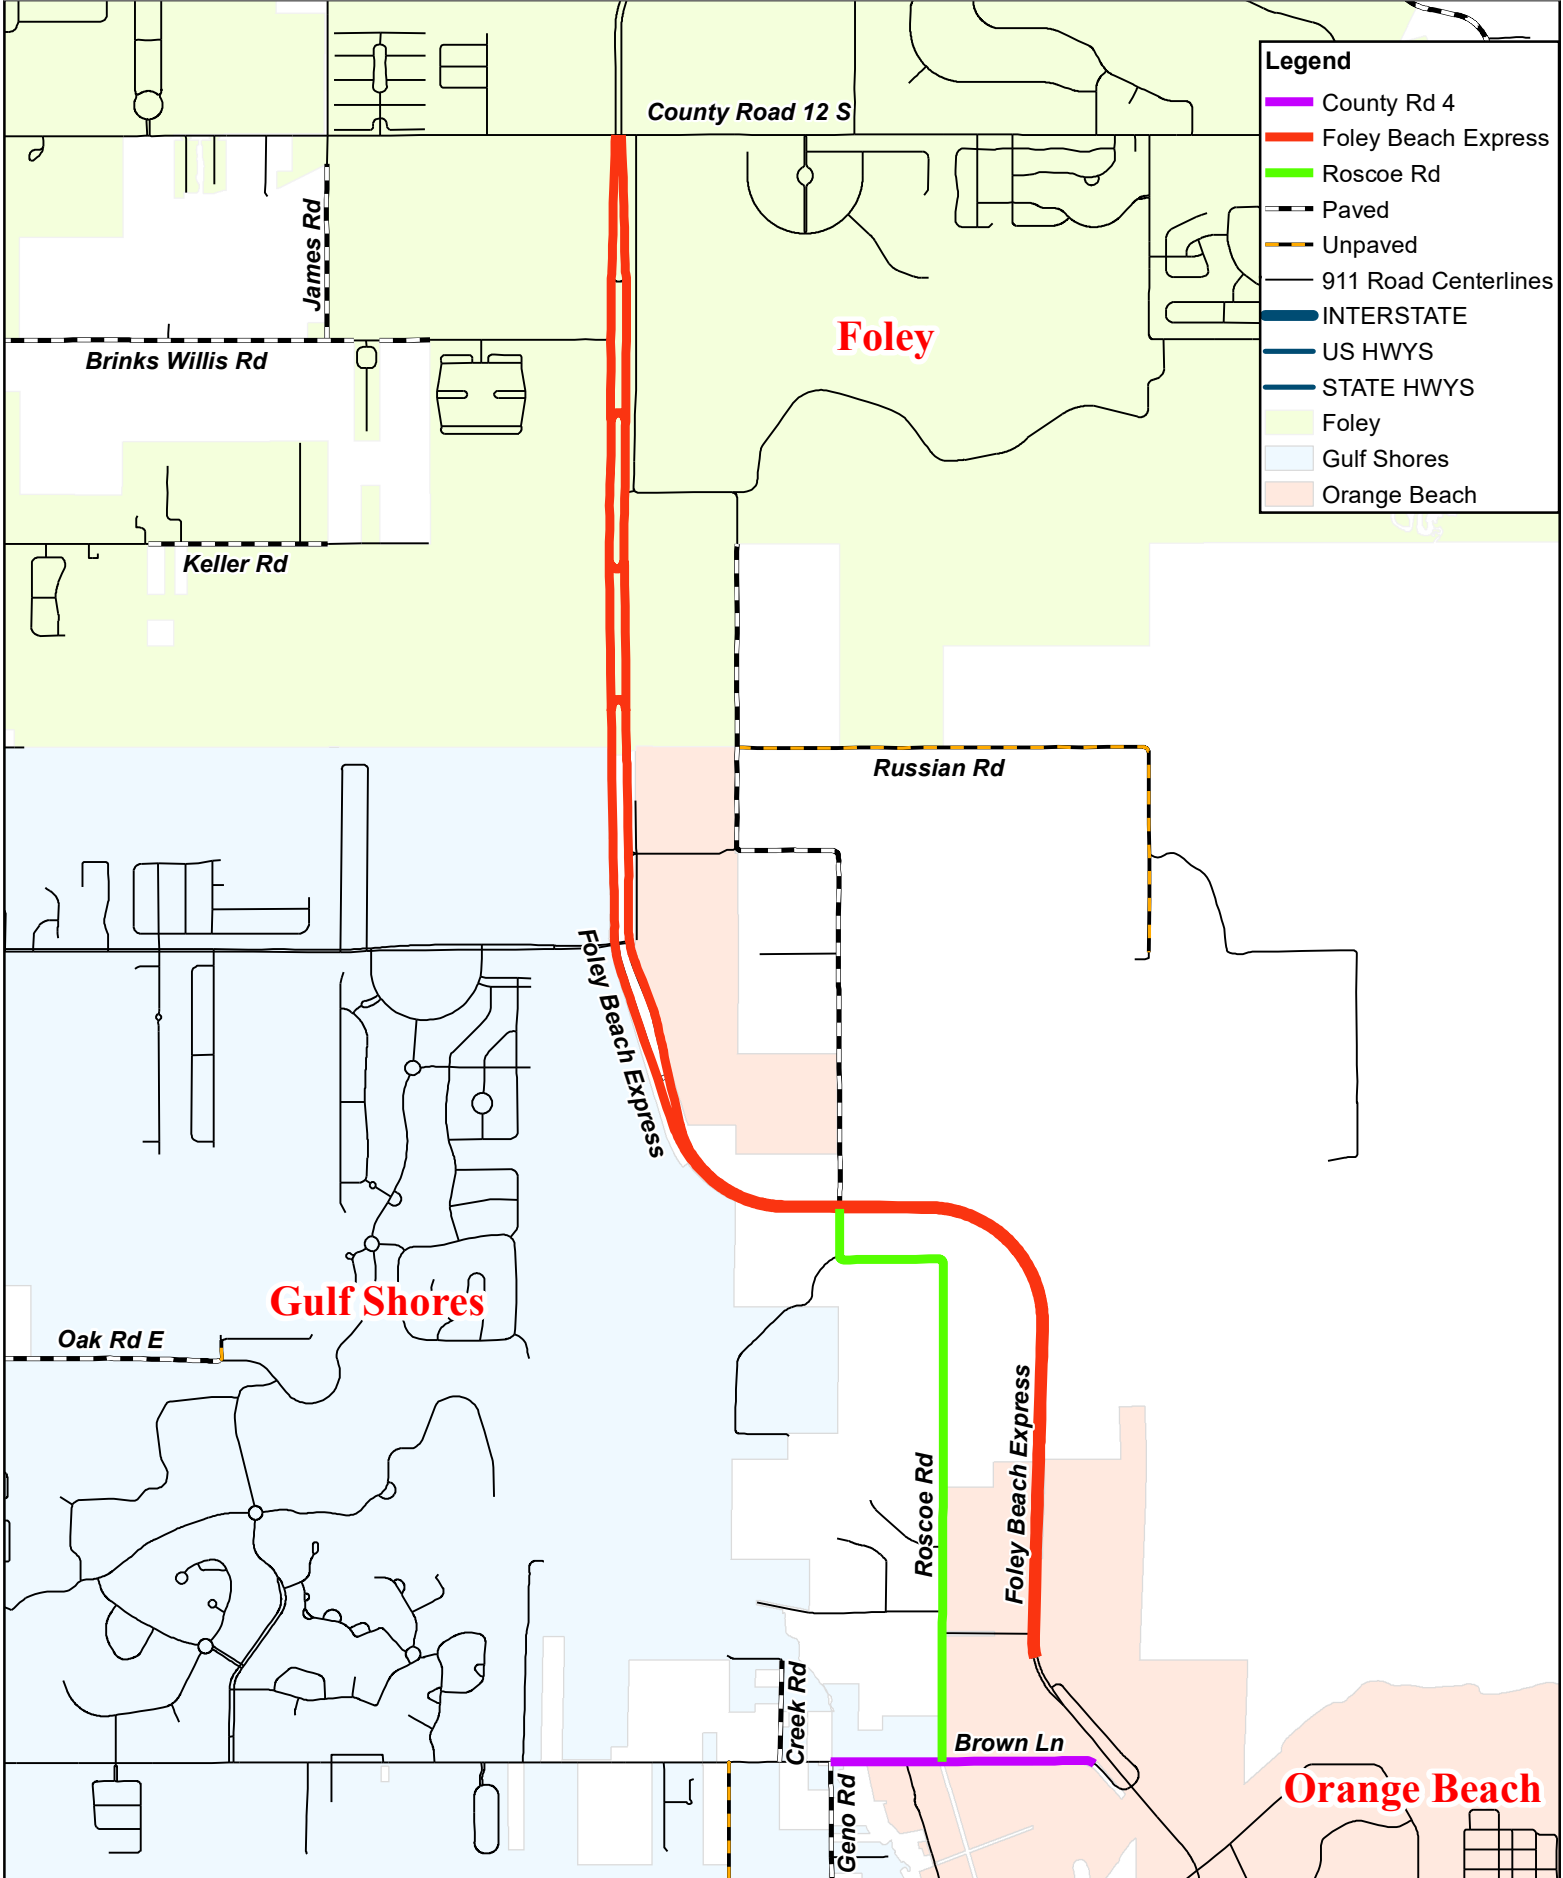 Legend
County Rd 4
Foley Beach Express
Roscoe Rd
Paved
Unpaved
911 Road Centerlines
INTERSTATE
US HWYS
STATE HWYS
Foley
Gulf Shores
Orange Beach
County Road 12 S
James Rd
Foley
Brinks Willis Rd
Keller Rd
Russian Rd
Foley Beach Express
Gulf Shores
Oak Rd E
Roscoe Rd
Foley Beach Express
Creek Rd
Brown Ln
Orange Beach
Geno Rd